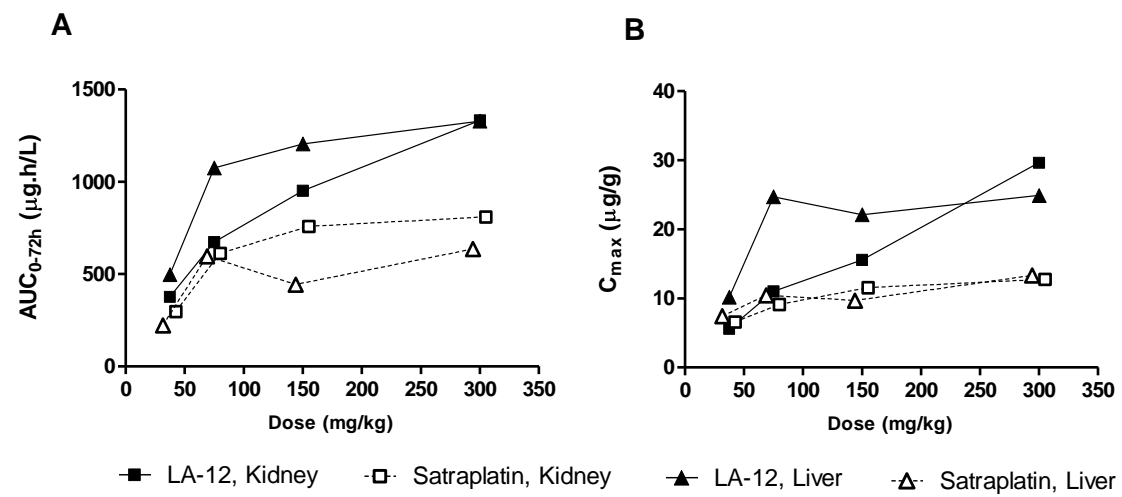 A
B
1500
1000
500
0
AUC0-72h (µg.h/L)
0 50 100 150 200 250 300 350
Dose (mg/kg)
40
30
20
10
0
Cmax (µg/g)
0 50 100 150 200 250 300 350
Dose (mg/kg)
LA-12, Kidney
Satraplatin, Kidney
LA-12, Liver
Satraplatin, Liver